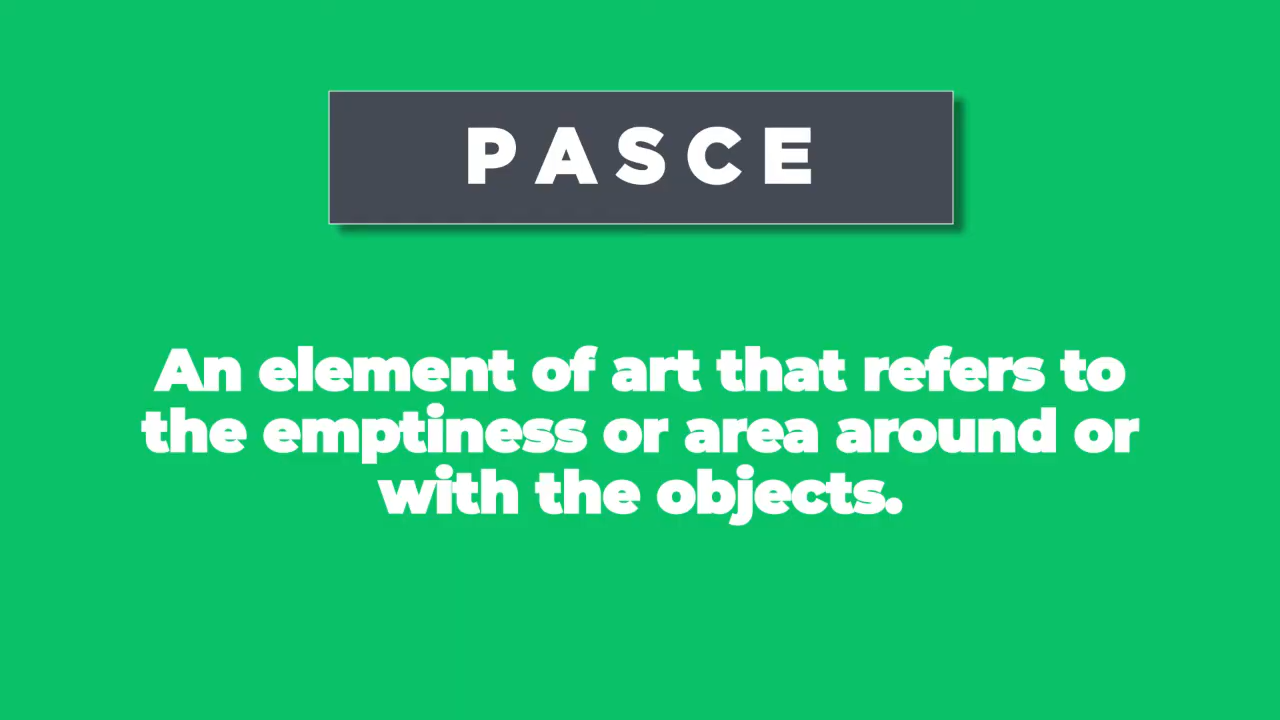 PASCE
An element of art that refers to
the emptiness or area around or
with the objects.